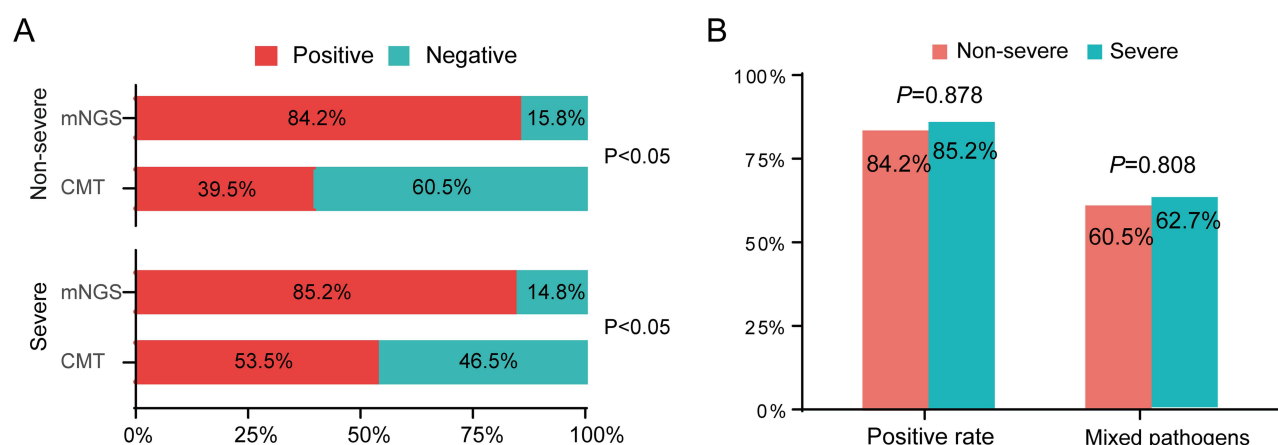 A
Positive Negative
Non-severe
mNGS
84.2% 15.8%
P<0.05
CMT
39.5% 60.5%
Severe
mNGS
85.2% 14.8%
P<0.05
CMT
53.5% 46.5%
0% 25% 50% 75% 100%
B
Non-severe Severe
100%
75%
50%
25%
0%
P=0.878
84.2% 85.2%
P=0.808
60.5% 62.7%
Positive rate Mixed pathogens